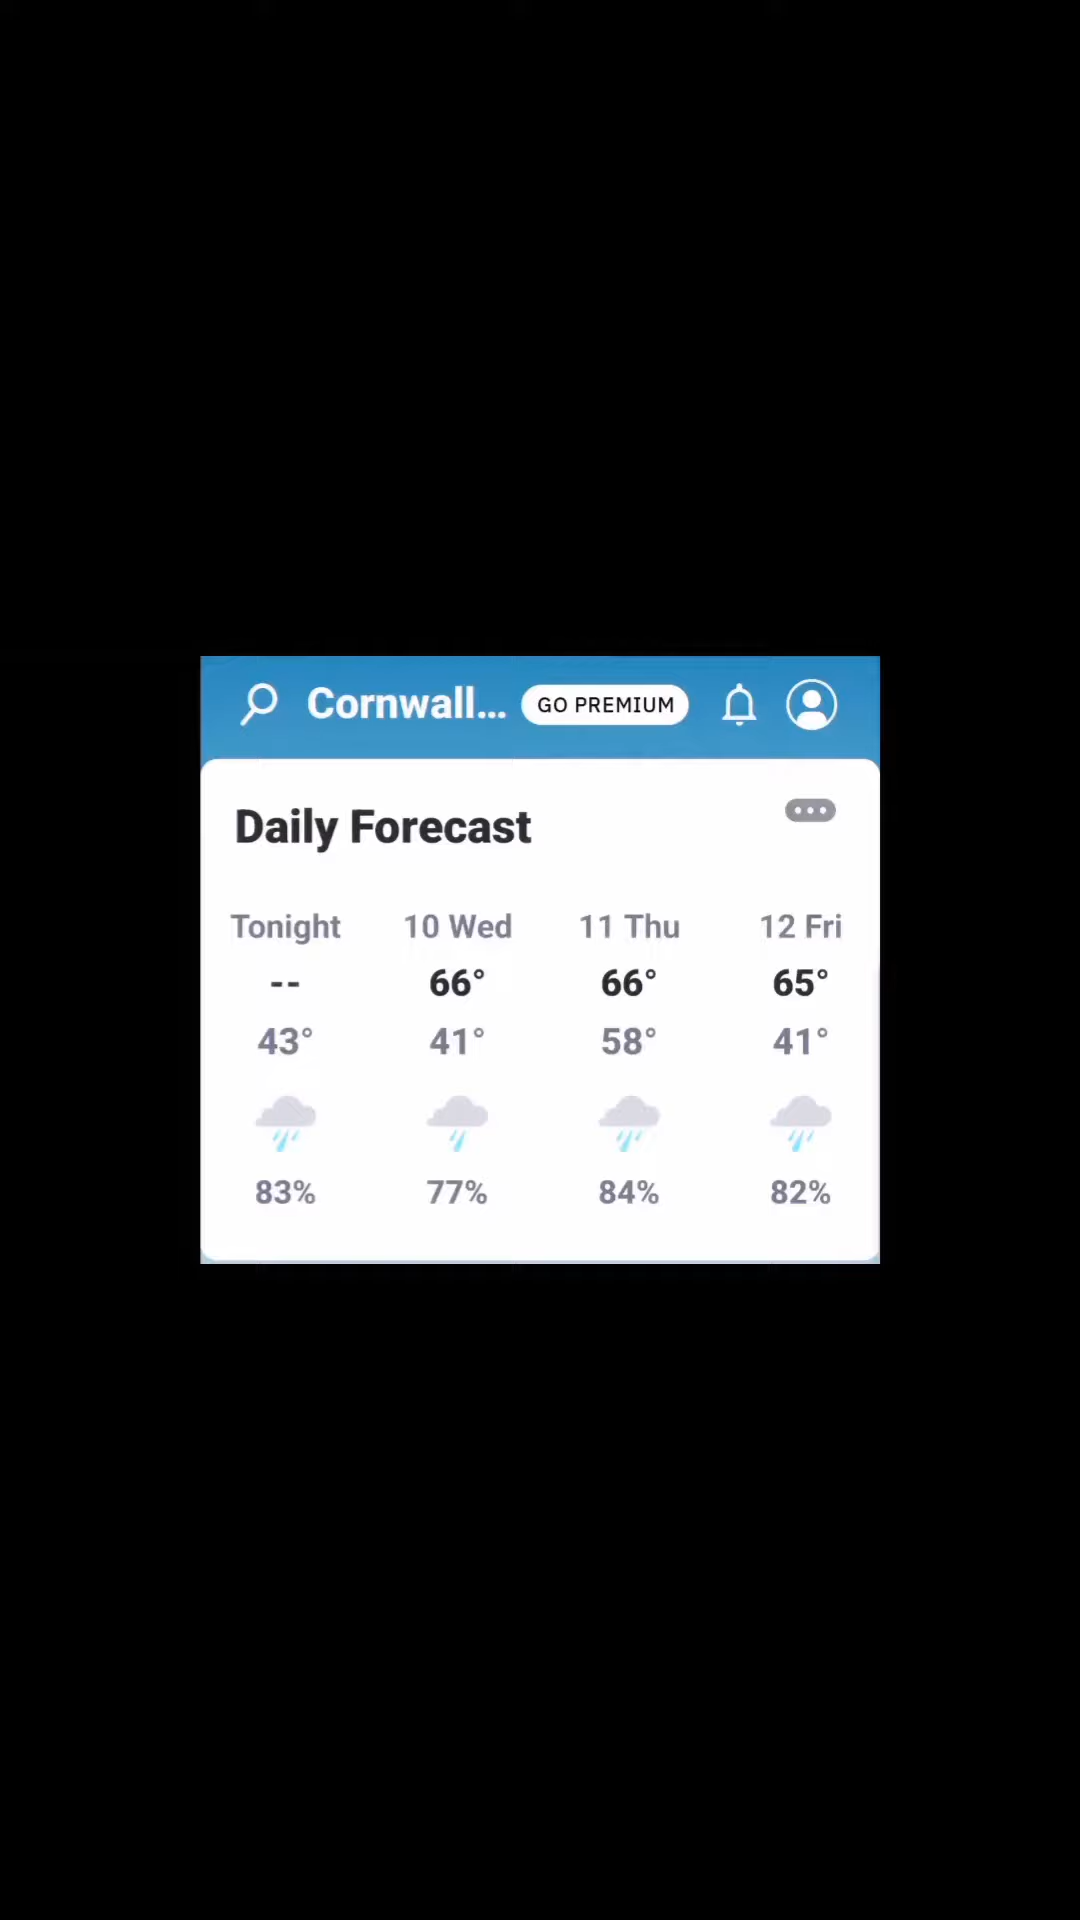 Cornwall... GO PREMIUM
Daily Forecast
Tonight 10 Wed 11 Thu 12 Fri
-- 66° 66° 65°
43° 41° 58° 41°
83% 77% 84% 82%